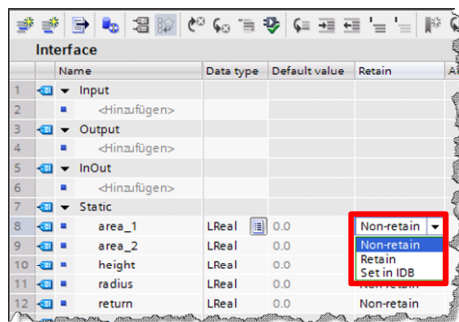 Interface
Name Data type Default value Retain
1 Input
2 <Hinzufügen>
3 Output
4 <Hinzufügen>
5 InOut
6 <Hinzufügen>
7 Static
8 area_1 LReal 0.0 Non-retain
9 area_2 LReal 0.0 Non-retain
10 height LReal 0.0 Retain
Set in IDB
11 radius LReal 0.0 Non-retain
12 return LReal 0.0 Non-retain